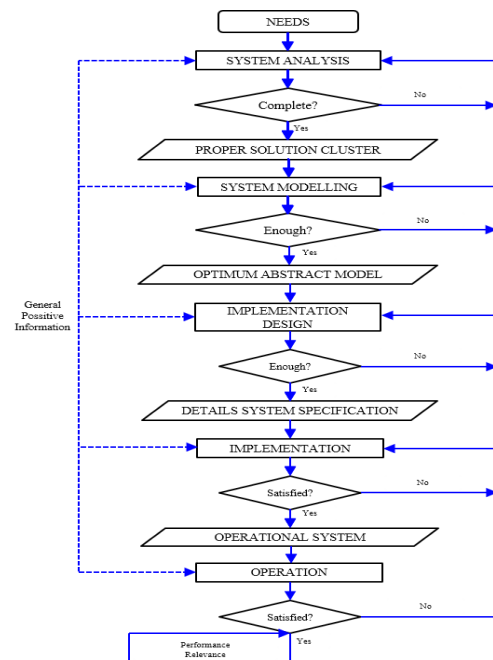 NEEDS
SYSTEM ANALYSIS
No
Complete?
Yes
PROPER SOLUTION CLUSTER
SYSTEM MODELLING
No
Enough?
Yes
OPTIMUM ABSTRACT MODEL
General
Possitive
Information
IMPLEMENTATION
DESIGN
No
Enough?
Yes
DETAILS SYSTEM SPECIFICATION
IMPLEMENTATION
No
Satisfied?
Yes
OPERATIONAL SYSTEM
OPERATION
No
Satisfied?
Yes
Performance
Relevance